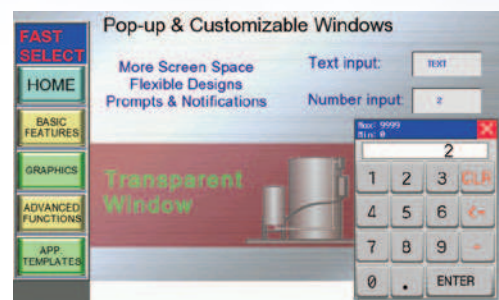 FAST
SELECT
HOME
BASIC
FEATURES
GRAPHICS
ADVANCED
FUNCTIONS
APP.
TEMPLATES
Pop-up & Customizable Windows
More Screen Space
Flexible Designs
Prompts & Notifications
Text input:
TEXT
Number input:
2
Transparent
Window
Max: 9999
Min: 0
X
2
1 2 3 CLR
4 5 6
7 8 9 -
0 . ENTER